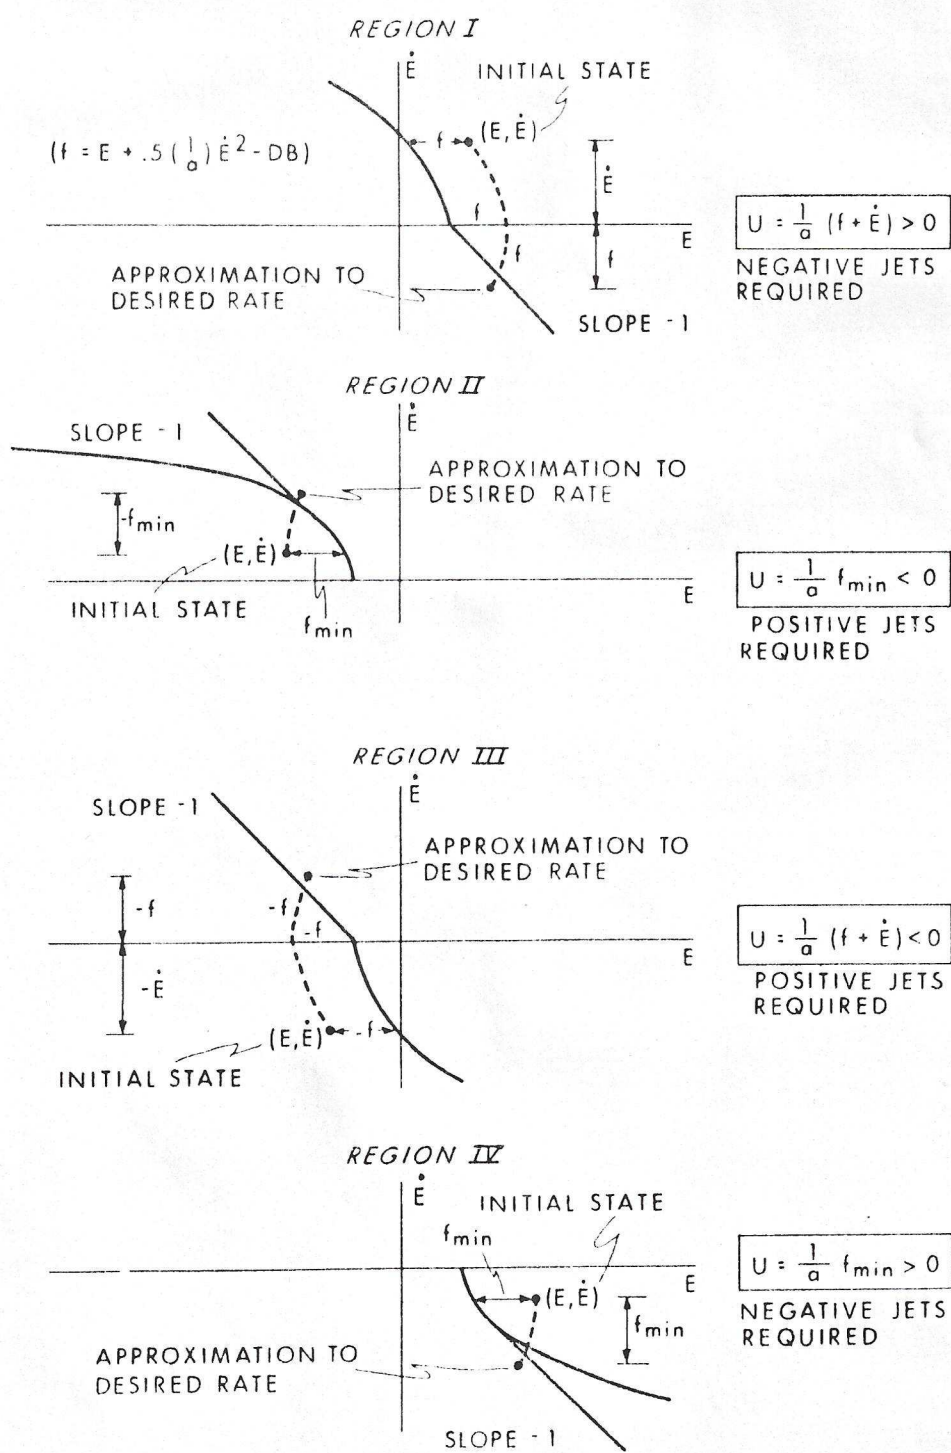 REGION I
Ė
INITIAL STATE
(E, Ė)
f
(f = E + .5 (1/a) Ė² - DB)
Ė
f
E
f
f
U = 1/a (f + Ė) > 0
NEGATIVE JETS
REQUIRED
APPROXIMATION TO
DESIRED RATE
SLOPE - 1
REGION II
Ė
SLOPE - 1
APPROXIMATION TO
DESIRED RATE
-fmin
(E, Ė)
E
INITIAL STATE
fmin
U = 1/a fmin < 0
POSITIVE JETS
REQUIRED
REGION III
Ė
SLOPE -1
APPROXIMATION TO
DESIRED RATE
-f
-f
-f
E
-Ė
(E, Ė)
-f
INITIAL STATE
U = 1/a (f + Ė) < 0
POSITIVE JETS
REQUIRED
REGION IV
Ė
INITIAL STATE
fmin
E
(E, Ė)
fmin
U = 1/a fmin > 0
NEGATIVE JETS
REQUIRED
APPROXIMATION TO
DESIRED RATE
SLOPE -1